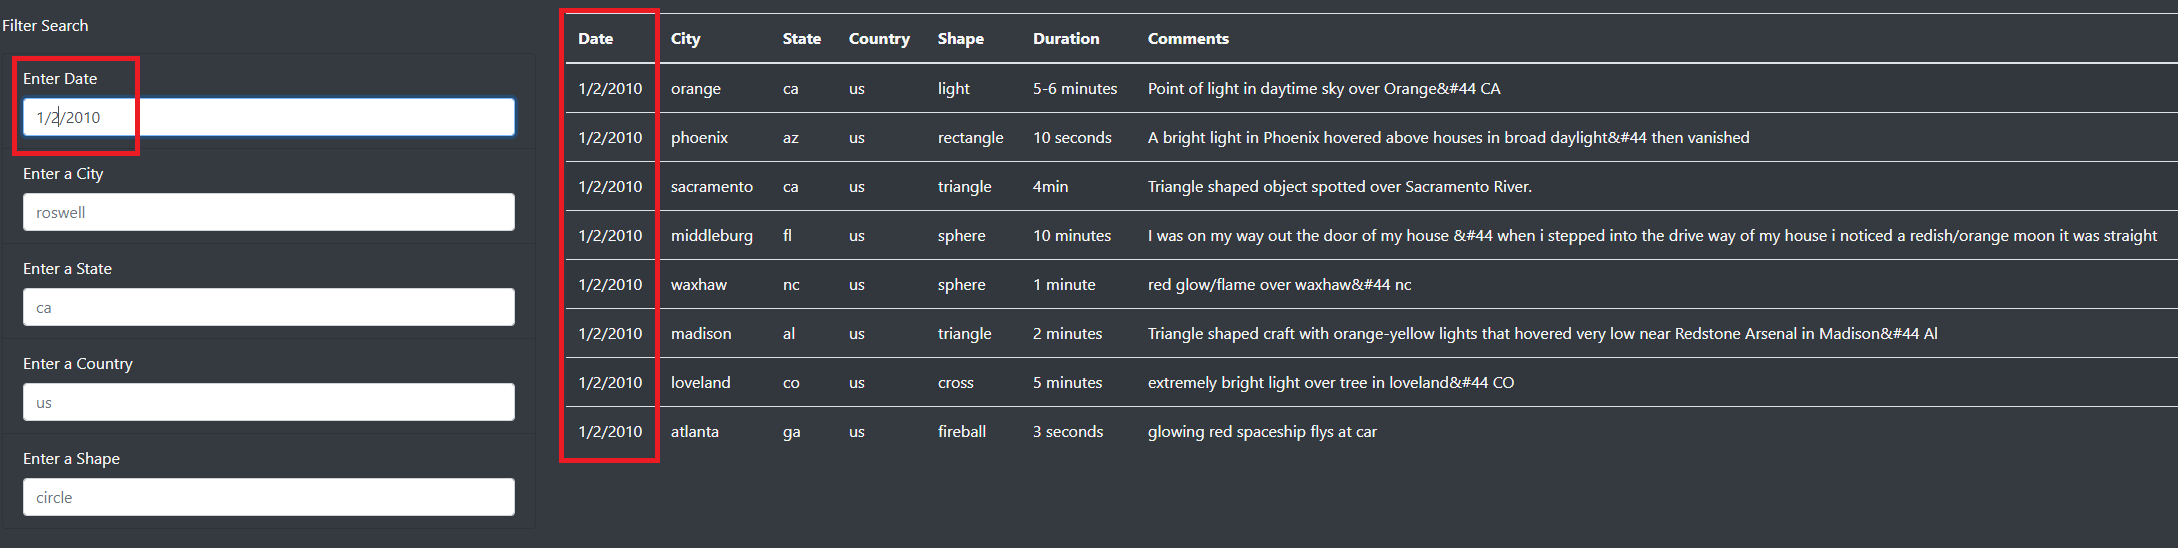 Filter Search
Enter Date
1/2/2010
Enter a City
roswell
Enter a State
ca
Enter a Country
us
Enter a Shape
circle
Date City State Country Shape Duration Comments
1/2/2010 orange ca us light 5-6 minutes Point of light in daytime sky over Orange&#44 CA
1/2/2010 phoenix az us rectangle 10 seconds A bright light in Phoenix hovered above houses in broad daylight&#44 then vanished
1/2/2010 sacramento ca us triangle 4min Triangle shaped object spotted over Sacramento River.
1/2/2010 middleburg fl us sphere 10 minutes I was on my way out the door of my house &#44 when i stepped into the drive way of my house i noticed a redish/orange moon it was straight
1/2/2010 waxhaw nc us sphere 1 minute red glow/flame over waxhaw&#44 nc
1/2/2010 madison al us triangle 2 minutes Triangle shaped craft with orange-yellow lights that hovered very low near Redstone Arsenal in Madison&#44 Al
1/2/2010 loveland co us cross 5 minutes extremely bright light over tree in loveland&#44 CO
1/2/2010 atlanta ga us fireball 3 seconds glowing red spaceship flys at car